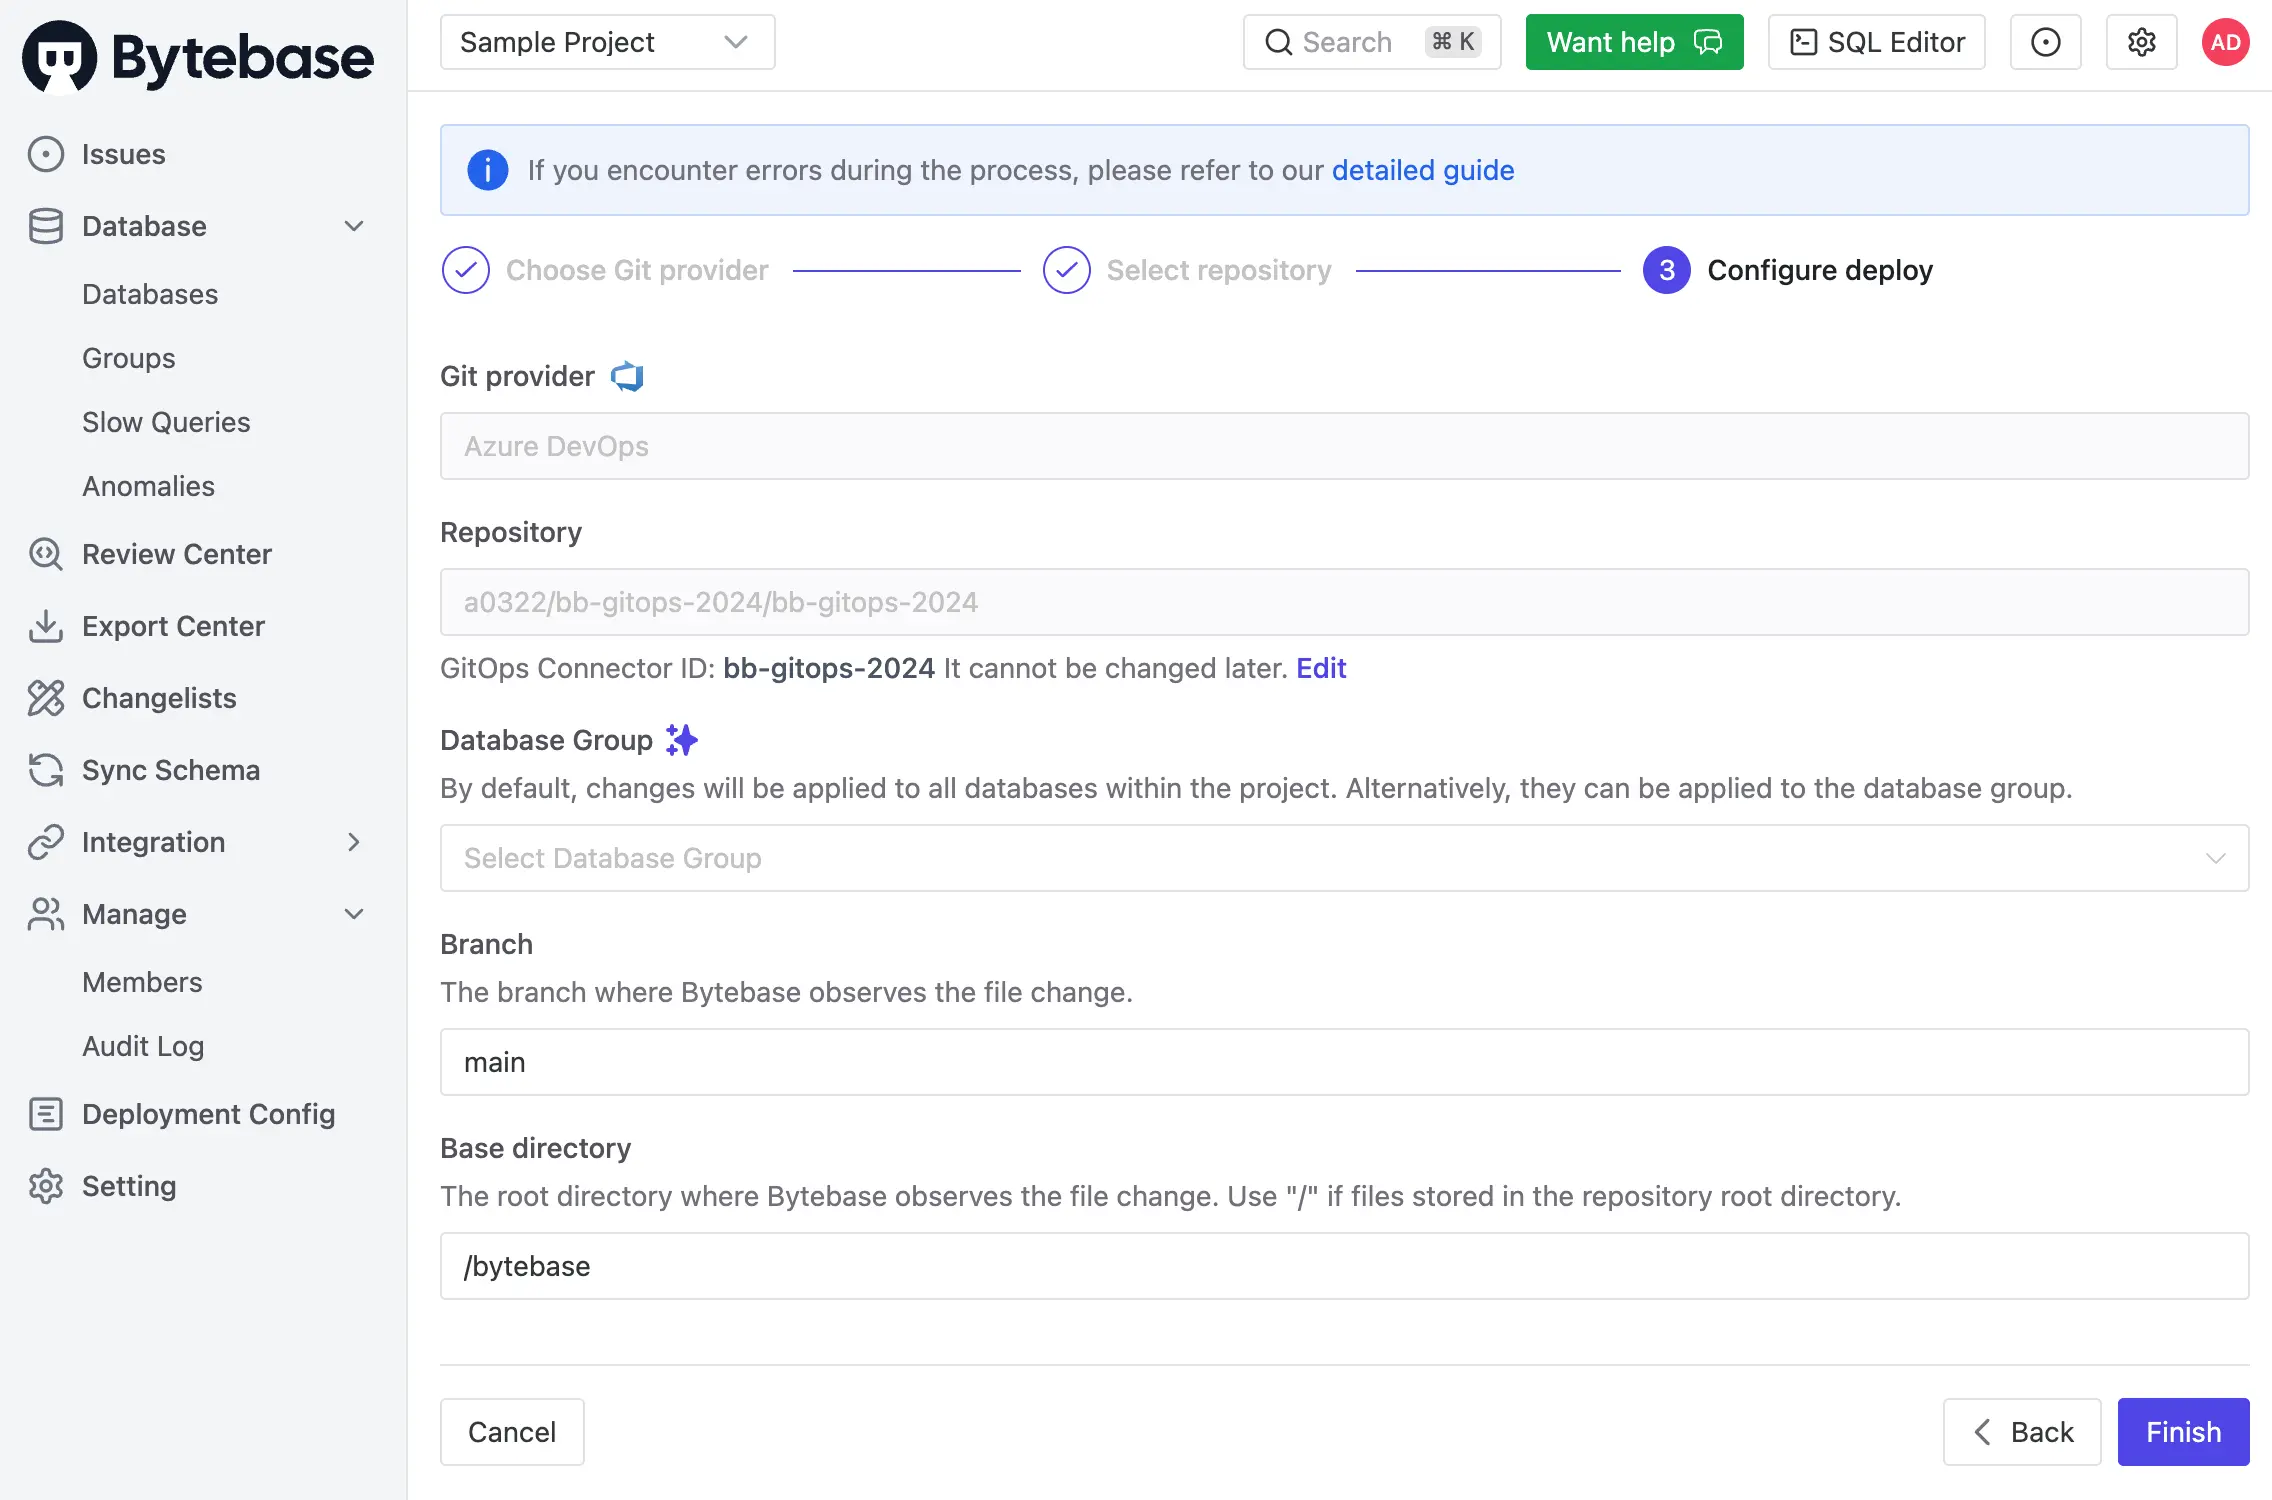 Bytebase
Sample Project
Search ⌘ K
Want help
SQL Editor
AD
Issues
Database
Databases
Groups
Slow Queries
Anomalies
Review Center
Export Center
Changelists
Sync Schema
Integration
Manage
Members
Audit Log
Deployment Config
Setting
If you encounter errors during the process, please refer to our detailed guide
Choose Git provider
Select repository
3 Configure deploy
Git provider
Azure DevOps
Repository
a0322/bb-gitops-2024/bb-gitops-2024
GitOps Connector ID: bb-gitops-2024 It cannot be changed later. Edit
Database Group
By default, changes will be applied to all databases within the project. Alternatively, they can be applied to the database group.
Select Database Group
Branch
The branch where Bytebase observes the file change.
main
Base directory
The root directory where Bytebase observes the file change. Use "/" if files stored in the repository root directory.
/bytebase
Cancel
Back
Finish